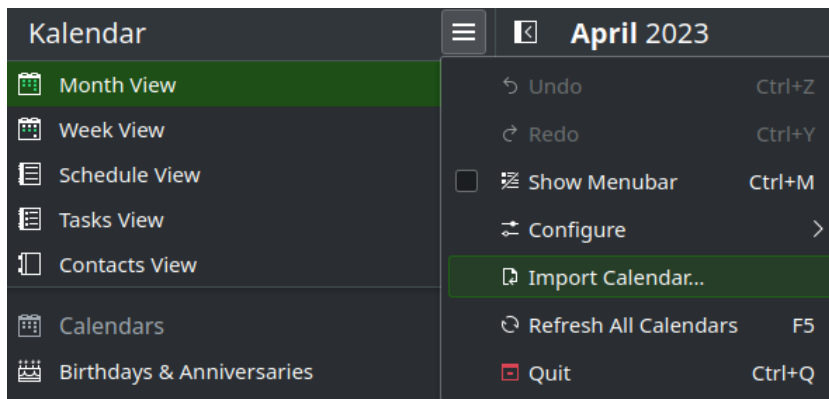 Kalendar
April 2023
Month View
Week View
Schedule View
Tasks View
Contacts View
Calendars
Birthdays & Anniversaries
Undo Ctrl+Z
Redo Ctrl+Y
Show Menubar Ctrl+M
Configure
Import Calendar...
Refresh All Calendars F5
Quit Ctrl+Q